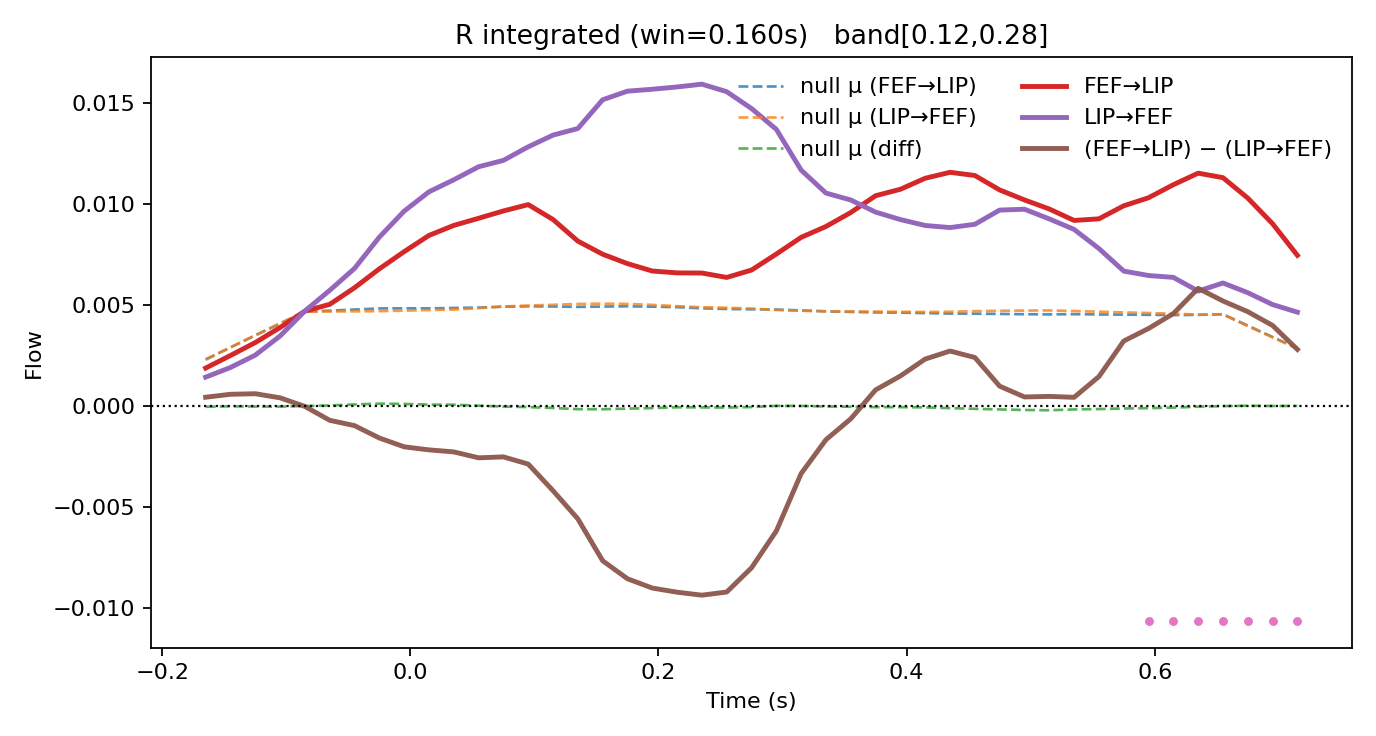 R integrated (win=0.160s)   band[0.12,0.28]
null μ (FEF→LIP)
null μ (LIP→FEF)
null μ (diff)
FEF→LIP
LIP→FEF
(FEF→LIP) − (LIP→FEF)
Flow
0.015
0.010
0.005
0.000
−0.005
−0.010
−0.2
0.0
0.2
0.4
0.6
Time (s)